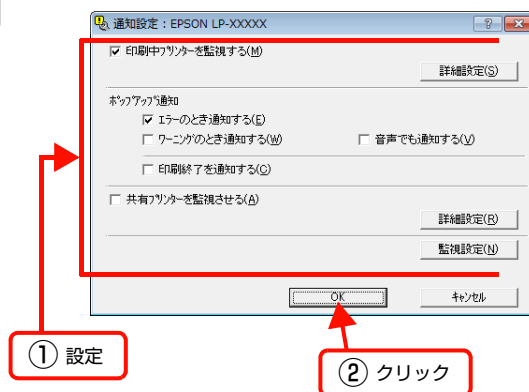 通知設定：EPSON LP-XXXXX
印刷中プリンターを監視する(M)
詳細設定(S)
ポップアップ通知
エラーのとき通知する(E)
ワーニングのとき通知する(W) 音声でも通知する(V)
印刷終了を通知する(C)
共有プリンターを監視させる(A)
詳細設定(R)
監視設定(N)
OK キャンセル
① 設定
② クリック